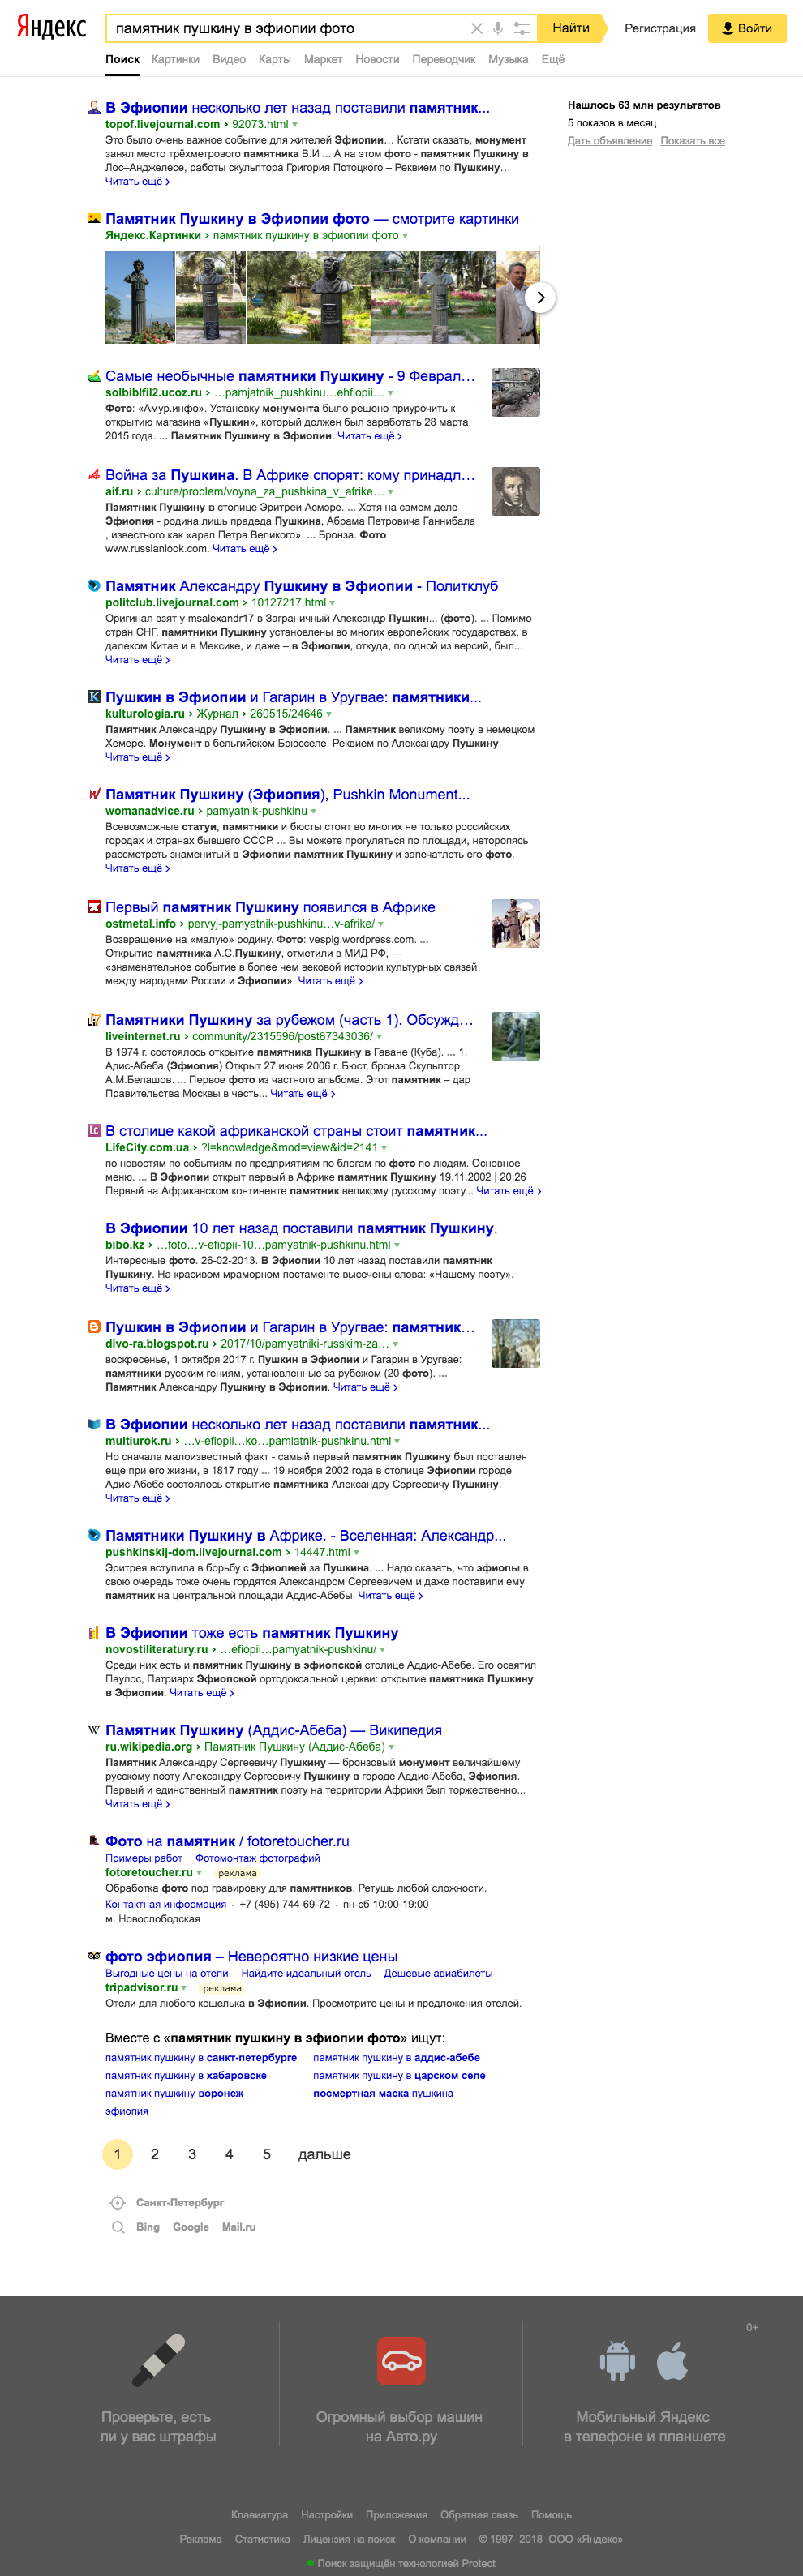 Яндекс
памятник пушкину в эфиопии фото
Найти
Регистрация
Войти
Поиск Картинки Видео Карты Маркет Новости Переводчик Музыка Ещё
Нашлось 63 млн результатов
5 показов в месяц
Дать объявление Показать все
В Эфиопии несколько лет назад поставили памятник...
topof.livejournal.com › 92073.html
Это было очень важное событие для жителей Эфиопии… Кстати сказать, монумент
занял место трёхметрового памятника В.И ... А на этом фото - памятник Пушкину в
Лос–Анджелесе, работы скульптора Григория Потоцкого – Реквием по Пушкину…
Читать ещё ›
Памятник Пушкину в Эфиопии фото — смотрите картинки
Яндекс.Картинки › памятник пушкину в эфиопии фото
Самые необычные памятники Пушкину - 9 Феврал…
solbiblfil2.ucoz.ru › …pamjatnik_pushkinu…ehfiopii…
Фото: «Амур.инфо». Установку монумента было решено приурочить к
открытию магазина «Пушкин», который должен был заработать 28 марта
2015 года. ... Памятник Пушкину в Эфиопии. Читать ещё ›
Война за Пушкина. В Африке спорят: кому принадл…
aif.ru › culture/problem/voyna_za_pushkina_v_afrike…
Памятник Пушкину в столице Эритреи Асмэре. ... Хотя на самом деле
Эфиопия - родина лишь прадеда Пушкина, Абрама Петровича Ганнибала
, известного как «арап Петра Великого». ... Бронза. Фото
www.russianlook.com. Читать ещё ›
Памятник Александру Пушкину в Эфиопии - Политклуб
politclub.livejournal.com › 10127217.html
Оригинал взят у msalexandr17 в Заграничный Александр Пушкин... (фото). ... Помимо
стран СНГ, памятники Пушкину установлены во многих европейских государствах, в
далеком Китае и в Мексике, и даже – в Эфиопии, откуда, по одной из версий, был...
Читать ещё ›
Пушкин в Эфиопии и Гагарин в Уругвае: памятники...
kulturologia.ru › Журнал › 260515/24646
Памятник Александру Пушкину в Эфиопии. ... Памятник великому поэту в немецком
Хемере. Монумент в бельгийском Брюсселе. Реквием по Александру Пушкину.
Читать ещё ›
Памятник Пушкину (Эфиопия), Pushkin Monument...
womanadvice.ru › pamyatnik-pushkinu
Всевозможные статуи, памятники и бюсты стоят во многих не только российских
городах и странах бывшего СССР. ... Вы можете прогуляться по площади, неторопясь
рассмотреть знаменитый в Эфиопии памятник Пушкину и запечатлеть его фото.
Читать ещё ›
Первый памятник Пушкину появился в Африке
ostmetal.info › pervyj-pamyatnik-pushkinu…v-afrike/
Возвращение на «малую» родину. Фото: vespig.wordpress.com. ...
Открытие памятника А.С.Пушкину, отметили в МИД РФ, —
«знаменательное событие в более чем вековой истории культурных связей
между народами России и Эфиопии». Читать ещё ›
Памятники Пушкину за рубежом (часть 1). Обсужд…
liveinternet.ru › community/2315596/post87343036/
В 1974 г. состоялось открытие памятника Пушкину в Гаване (Куба). ... 1.
Адис-Абеба (Эфиопия) Открыт 27 июня 2006 г. Бюст, бронза Скульптор
А.М.Белашов. ... Первое фото из частного альбома. Этот памятник – дар
Правительства Москвы в честь... Читать ещё ›
В столице какой африканской страны стоит памятник...
LifeCity.com.ua › ?l=knowledge&mod=view&id=2141
по новостям по событиям по предприятиям по блогам по фото по людям. Основное
меню. ... В Эфиопии открыт первый в Африке памятник Пушкину 19.11.2002 | 20:26
Первый на Африканском континенте памятник великому русскому поэту... Читать ещё ›
В Эфиопии 10 лет назад поставили памятник Пушкину.
bibo.kz › …foto…v-efiopii-10…pamyatnik-pushkinu.html
Интересные фото. 26-02-2013. В Эфиопии 10 лет назад поставили памятник
Пушкину. На красивом мраморном постаменте высечены слова: «Нашему поэту».
Читать ещё ›
Пушкин в Эфиопии и Гагарин в Уругвае: памятник…
divo-ra.blogspot.ru › 2017/10/pamyatniki-russkim-za…
воскресенье, 1 октября 2017 г. Пушкин в Эфиопии и Гагарин в Уругвае:
памятники русским гениям, установленные за рубежом (20 фото). ...
Памятник Александру Пушкину в Эфиопии. Читать ещё ›
В Эфиопии несколько лет назад поставили памятник...
multiurok.ru › …v-efiopii…ko…pamiatnik-pushkinu.html
Но сначала малоизвестный факт - самый первый памятник Пушкину был поставлен
еще при его жизни, в 1817 году ... 19 ноября 2002 года в столице Эфиопии городе
Адис-Абебе состоялось открытие памятника Александру Сергеевичу Пушкину.
Читать ещё ›
Памятники Пушкину в Африке. - Вселенная: Александр...
pushkinskij-dom.livejournal.com › 14447.html
Эритрея вступила в борьбу с Эфиопией за Пушкина. ... Надо сказать, что эфиопы в
свою очередь тоже очень гордятся Александром Сергеевичем и даже поставили ему
памятник на центральной площади Аддис-Абебы. Читать ещё ›
В Эфиопии тоже есть памятник Пушкину
novostiliteratury.ru › …efiopii…pamyatnik-pushkinu/
Среди них есть и памятник Пушкину в эфиопской столице Аддис-Абебе. Его освятил
Паулос, Патриарх Эфиопской ортодоксальной церкви: открытие памятника Пушкину
в Эфиопии. Читать ещё ›
Памятник Пушкину (Аддис-Абеба) — Википедия
ru.wikipedia.org › Памятник Пушкину (Аддис-Абеба)
Памятник Александру Сергеевичу Пушкину — бронзовый монумент величайшему
русскому поэту Александру Сергеевичу Пушкину в городе Аддис-Абеба, Эфиопия.
Первый и единственный памятник поэту на территории Африки был торжественно...
Читать ещё ›
Фото на памятник / fotoretoucher.ru
Примеры работ Фотомонтаж фотографий
fotoretoucher.ru реклама
Обработка фото под гравировку для памятников. Ретушь любой сложности.
Контактная информация · +7 (495) 744-69-72 · пн-сб 10:00-19:00
м. Новослободская
фото эфиопия – Невероятно низкие цены
Выгодные цены на отели Найдите идеальный отель Дешевые авиабилеты
tripadvisor.ru реклама
Отели для любого кошелька в Эфиопии. Просмотрите цены и предложения отелей.
Вместе с «памятник пушкину в эфиопии фото» ищут:
памятник пушкину в санкт-петербурге памятник пушкину в аддис-абебе
памятник пушкину в хабаровске памятник пушкину в царском селе
памятник пушкину воронеж посмертная маска пушкина
эфиопия
1 2 3 4 5 дальше
Санкт-Петербург
Bing Google Mail.ru
0+
Проверьте, есть
ли у вас штрафы
Огромный выбор машин
на Авто.ру
Мобильный Яндекс
в телефоне и планшете
Клавиатура Настройки Приложения Обратная связь Помощь
Реклама Статистика Лицензия на поиск О компании © 1997–2018 ООО «Яндекс»
Поиск защищён технологией Protect